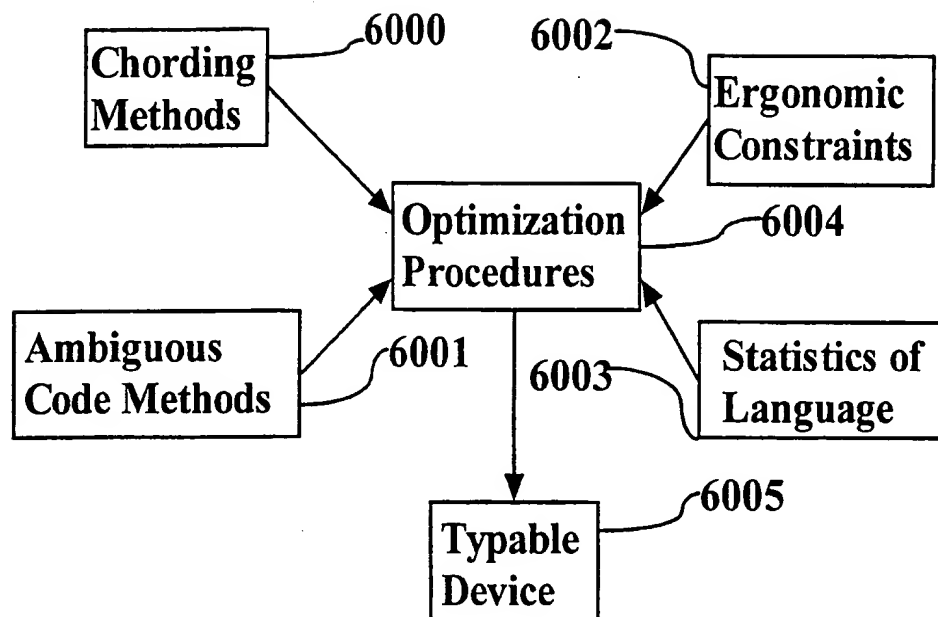 6000
6002
Chording
Methods
Ergonomic
Constraints
Optimization
Procedures
6004
Ambiguous
Code Methods
6001
6003
Statistics of
Language
6005
Typable
Device